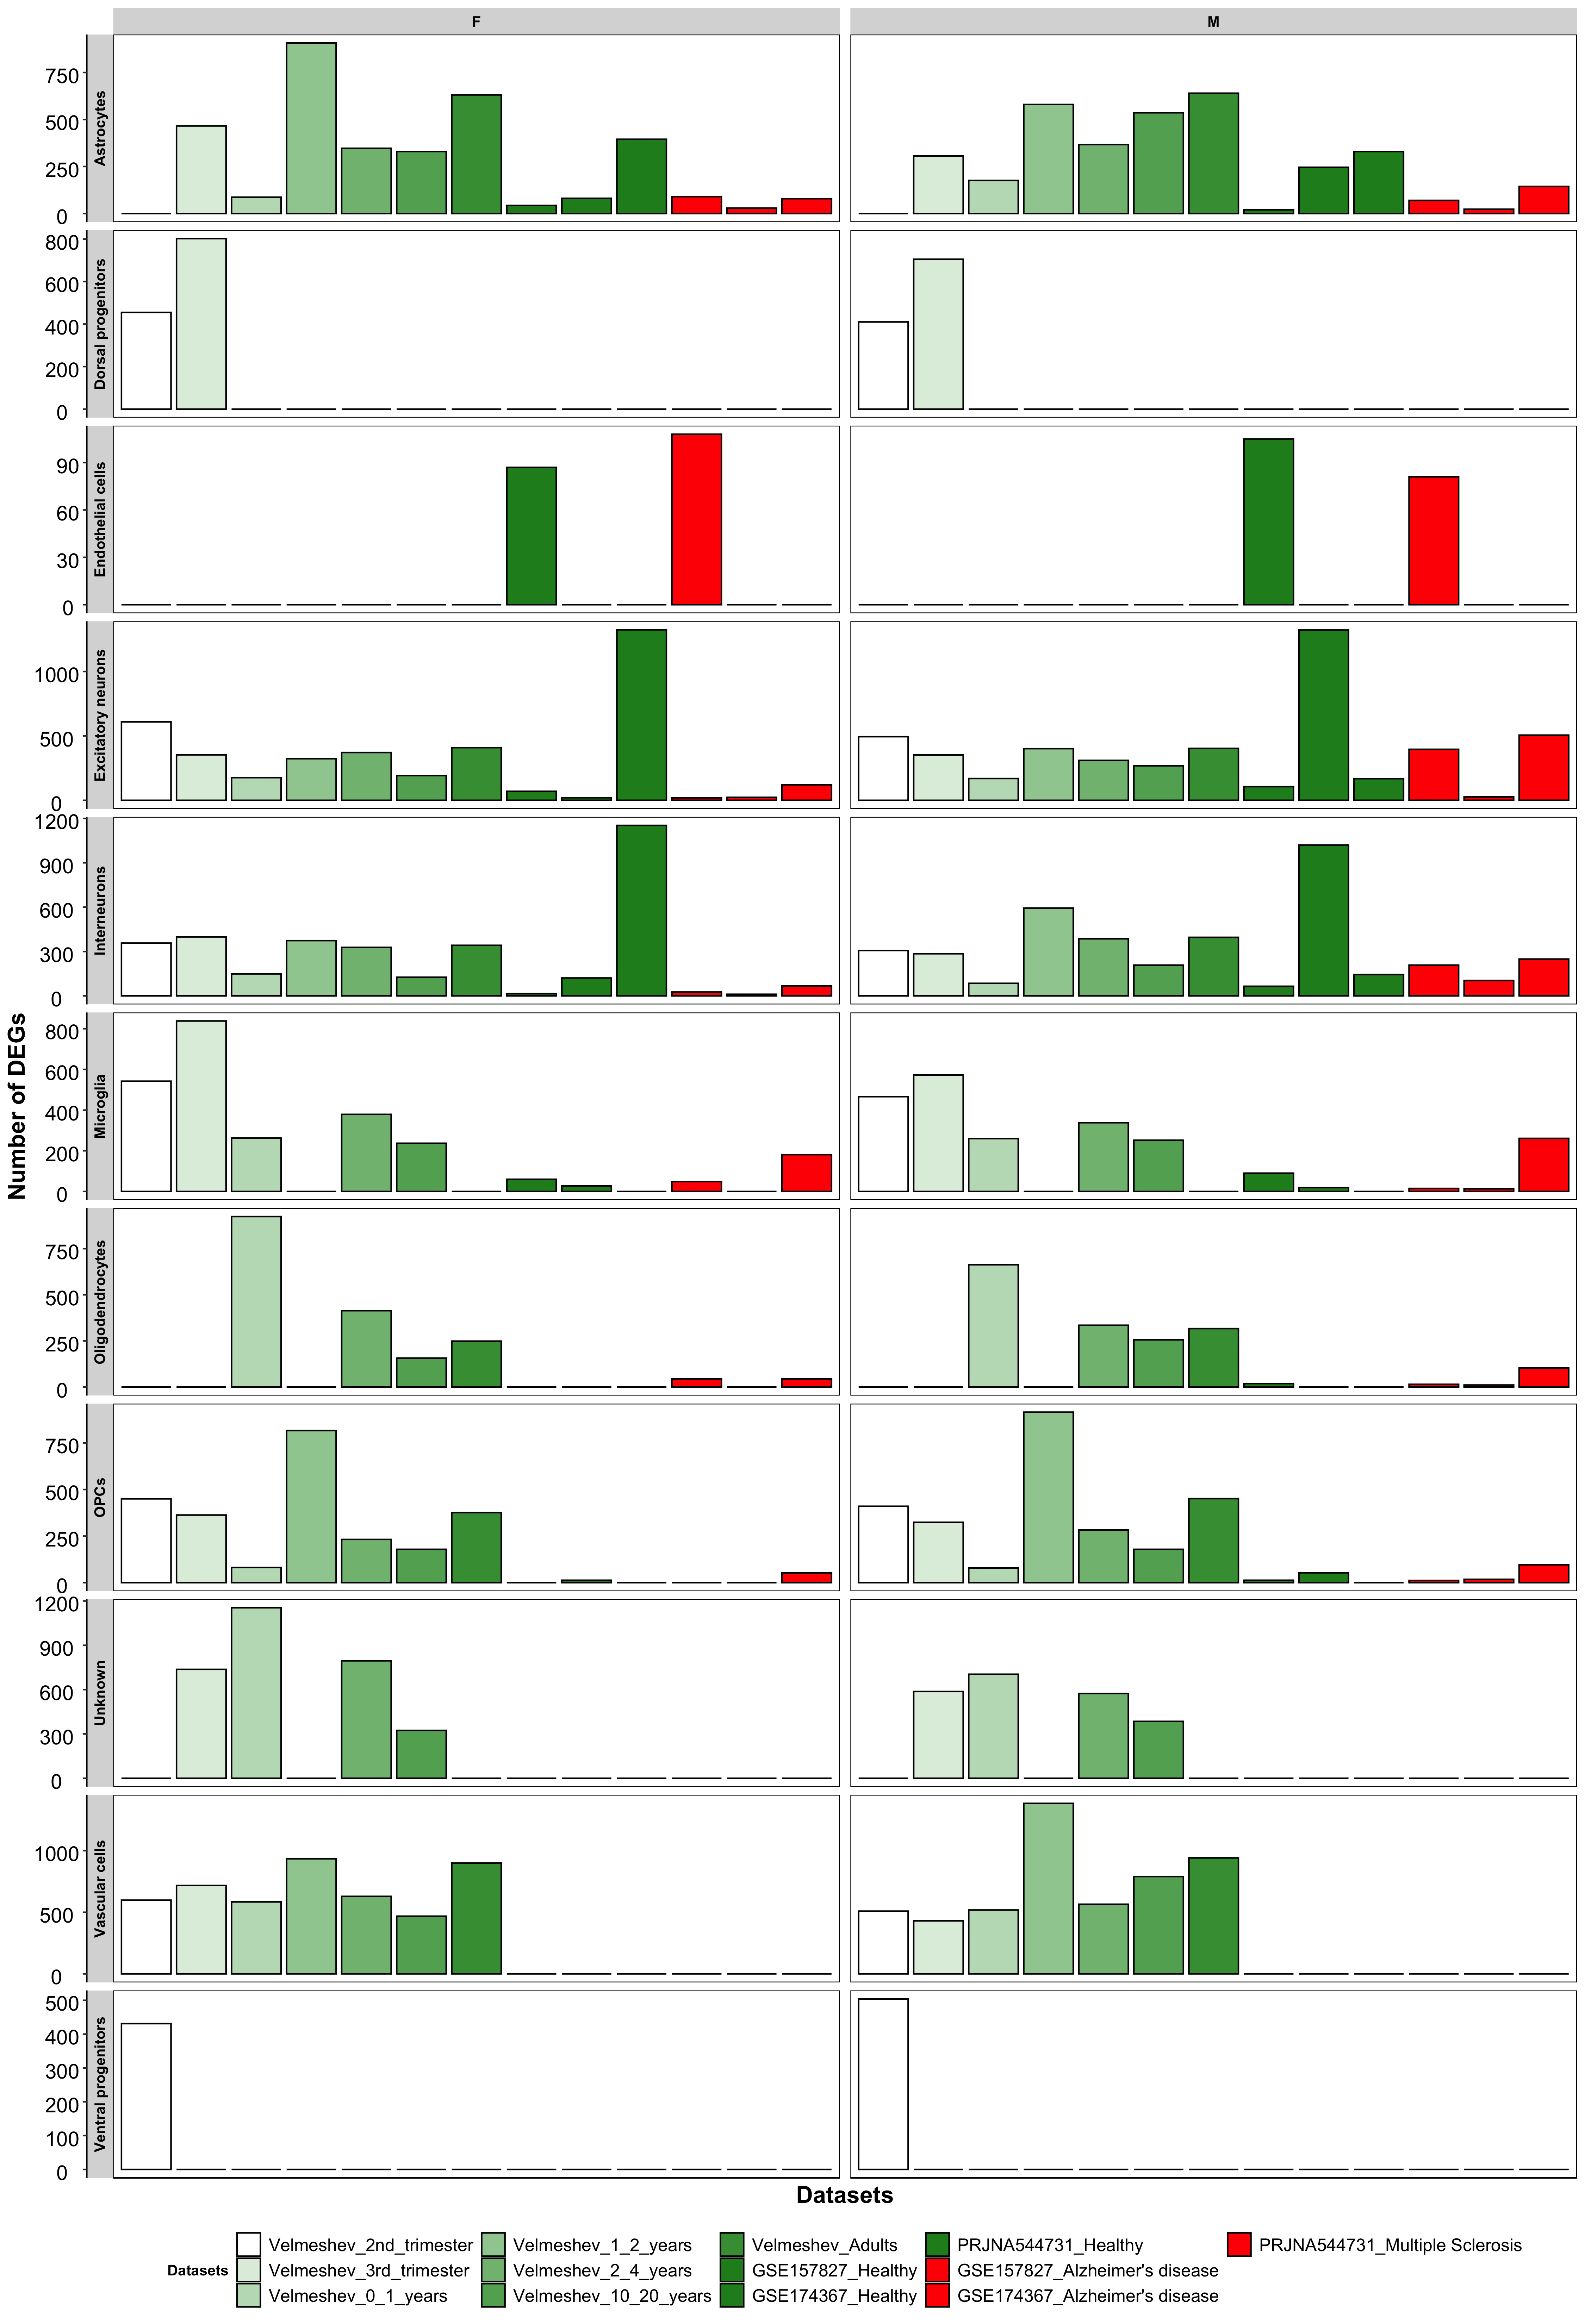 F
M
Astrocytes
750
500
250
0
Dorsal progenitors
800
600
400
200
0
Endothelial cells
90
60
30
0
Excitatory neurons
1000
500
0
Interneurons
1200
900
600
300
0
Number of DEGs
Microglia
800
600
400
200
0
Oligodendrocytes
750
500
250
0
OPCs
750
500
250
0
Unknown
1200
900
600
300
0
Vascular cells
1000
500
0
Ventral progenitors
500
400
300
200
100
0
Datasets
Datasets
Velmeshev_2nd_trimester
Velmeshev_3rd_trimester
Velmeshev_0_1_years
Velmeshev_1_2_years
Velmeshev_2_4_years
Velmeshev_10_20_years
Velmeshev_Adults
GSE157827_Healthy
GSE174367_Healthy
PRJNA544731_Healthy
GSE157827_Alzheimer's disease
GSE174367_Alzheimer's disease
PRJNA544731_Multiple Sclerosis